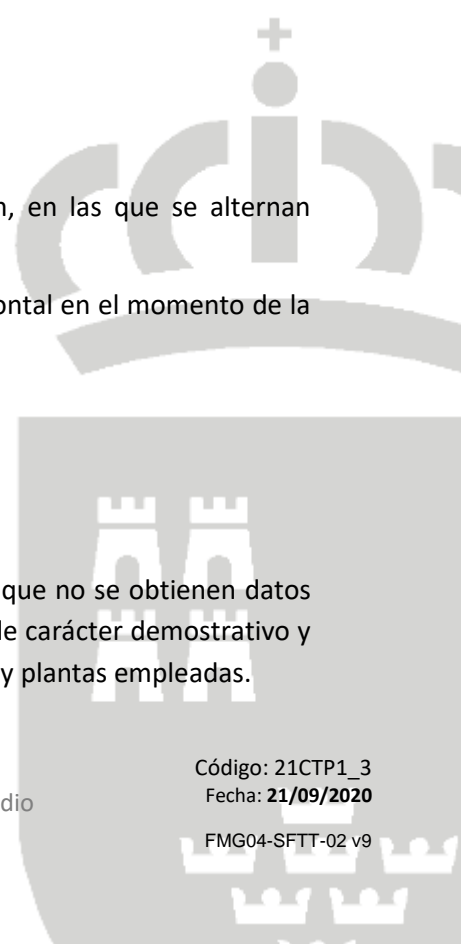 n, en las que se alternan
ontal en el momento de la
que no se obtienen datos
de carácter demostrativo y
y plantas empleadas.
Código: 21CTP1_3
dio
Fecha: 21/09/2020
FMG04-SFTT-02 v9